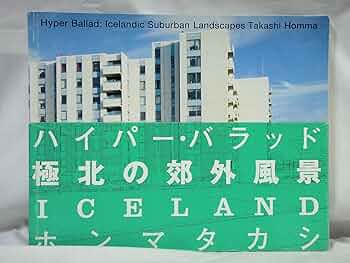 Hyper Ballad: Icelandic Suburban Landscapes Takashi Homma
ハイパー・バラッド
極北の郊外風景
ICELAND
ホンマタカシ